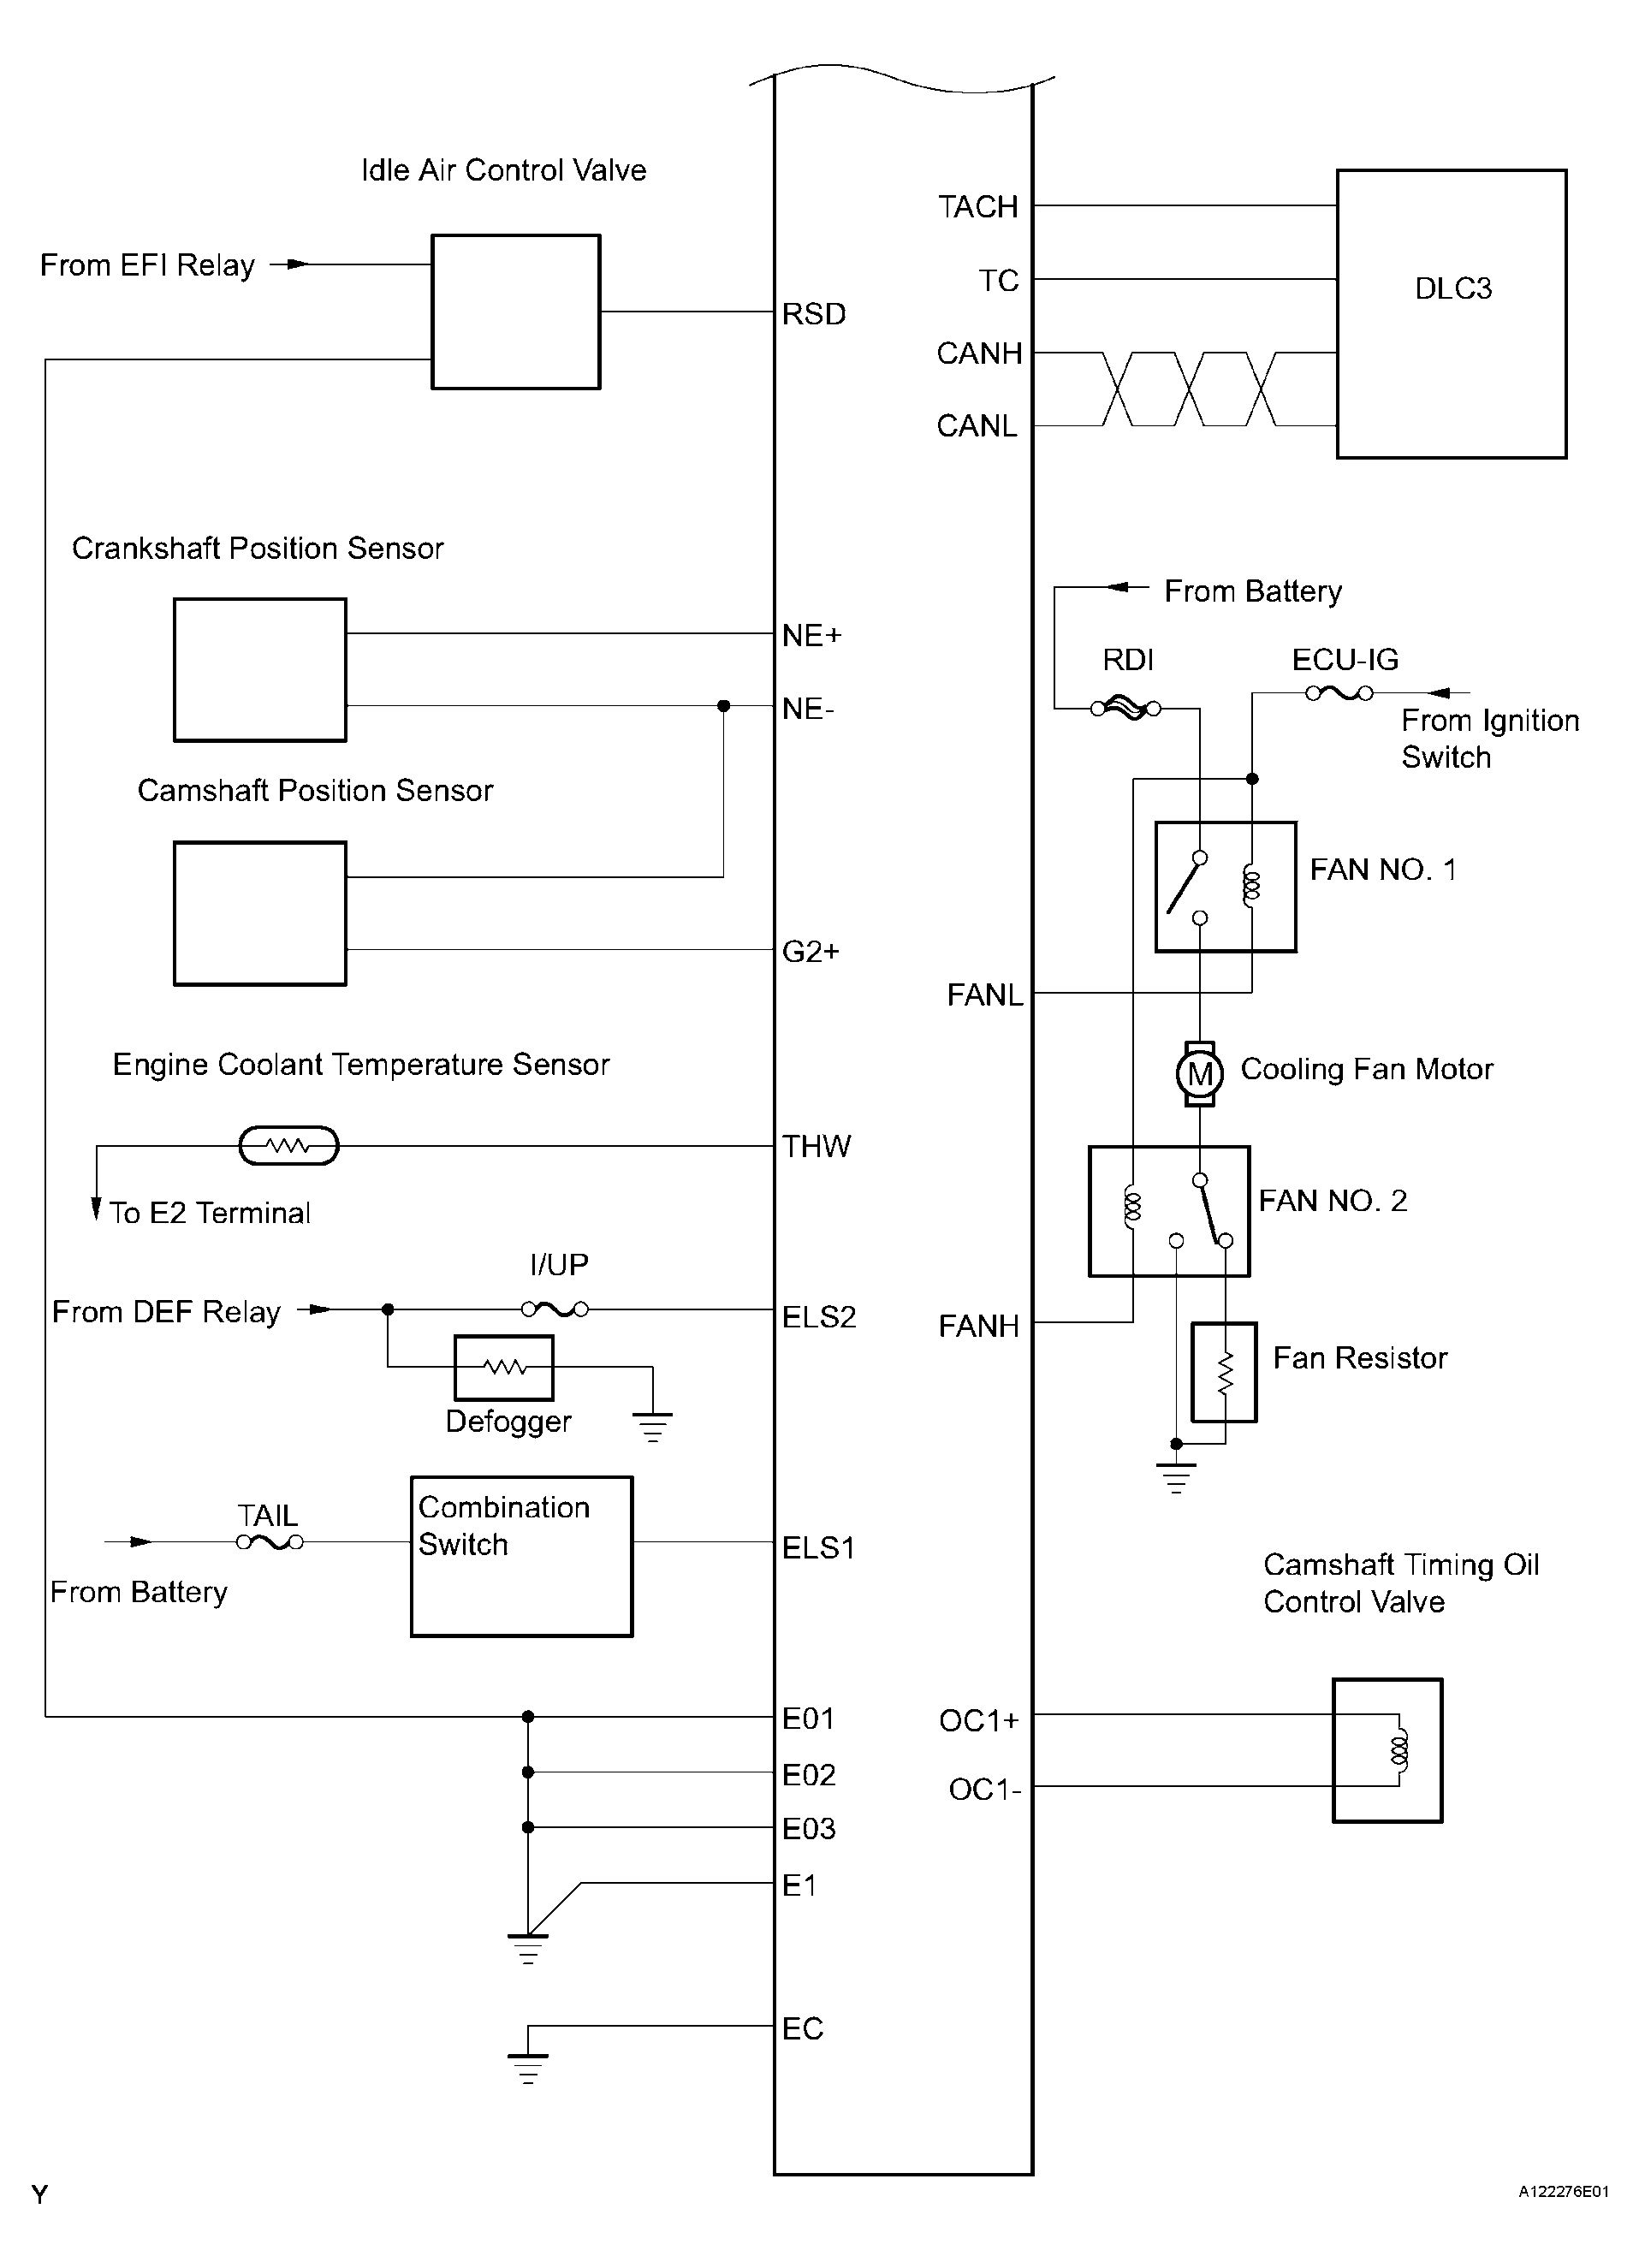 Idle Air Control Valve
From EFI Relay
RSD
Crankshaft Position Sensor
NE+
NE-
Camshaft Position Sensor
G2+
Engine Coolant Temperature Sensor
THW
To E2 Terminal
I/UP
From DEF Relay
ELS2
Defogger
TAIL
Combination
Switch
ELS1
From Battery
E01
E02
E03
E1
EC
TACH
TC
CANH
CANL
DLC3
From Battery
RDI
ECU-IG
From Ignition
Switch
FAN NO. 1
FANL
M
Cooling Fan Motor
FAN NO. 2
FANH
Fan Resistor
Camshaft Timing Oil
Control Valve
OC1+
OC1-
Y
A122276E01